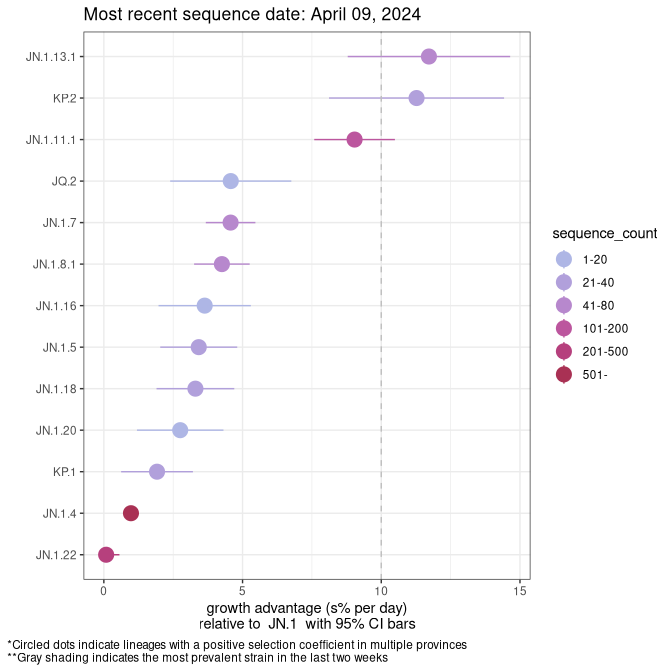 Most recent sequence date: April 09, 2024
JN.1.13.1
KP.2
JN.1.11.1
JQ.2
JN.1.7
JN.1.8.1
JN.1.16
JN.1.5
JN.1.18
JN.1.20
KP.1
JN.1.4
JN.1.22
0 5 10 15
growth advantage (s% per day)
relative to JN.1 with 95% CI bars
sequence_count
1-20
21-40
41-80
101-200
201-500
501-
*Circled dots indicate lineages with a positive selection coefficient in multiple provinces
**Gray shading indicates the most prevalent strain in the last two weeks